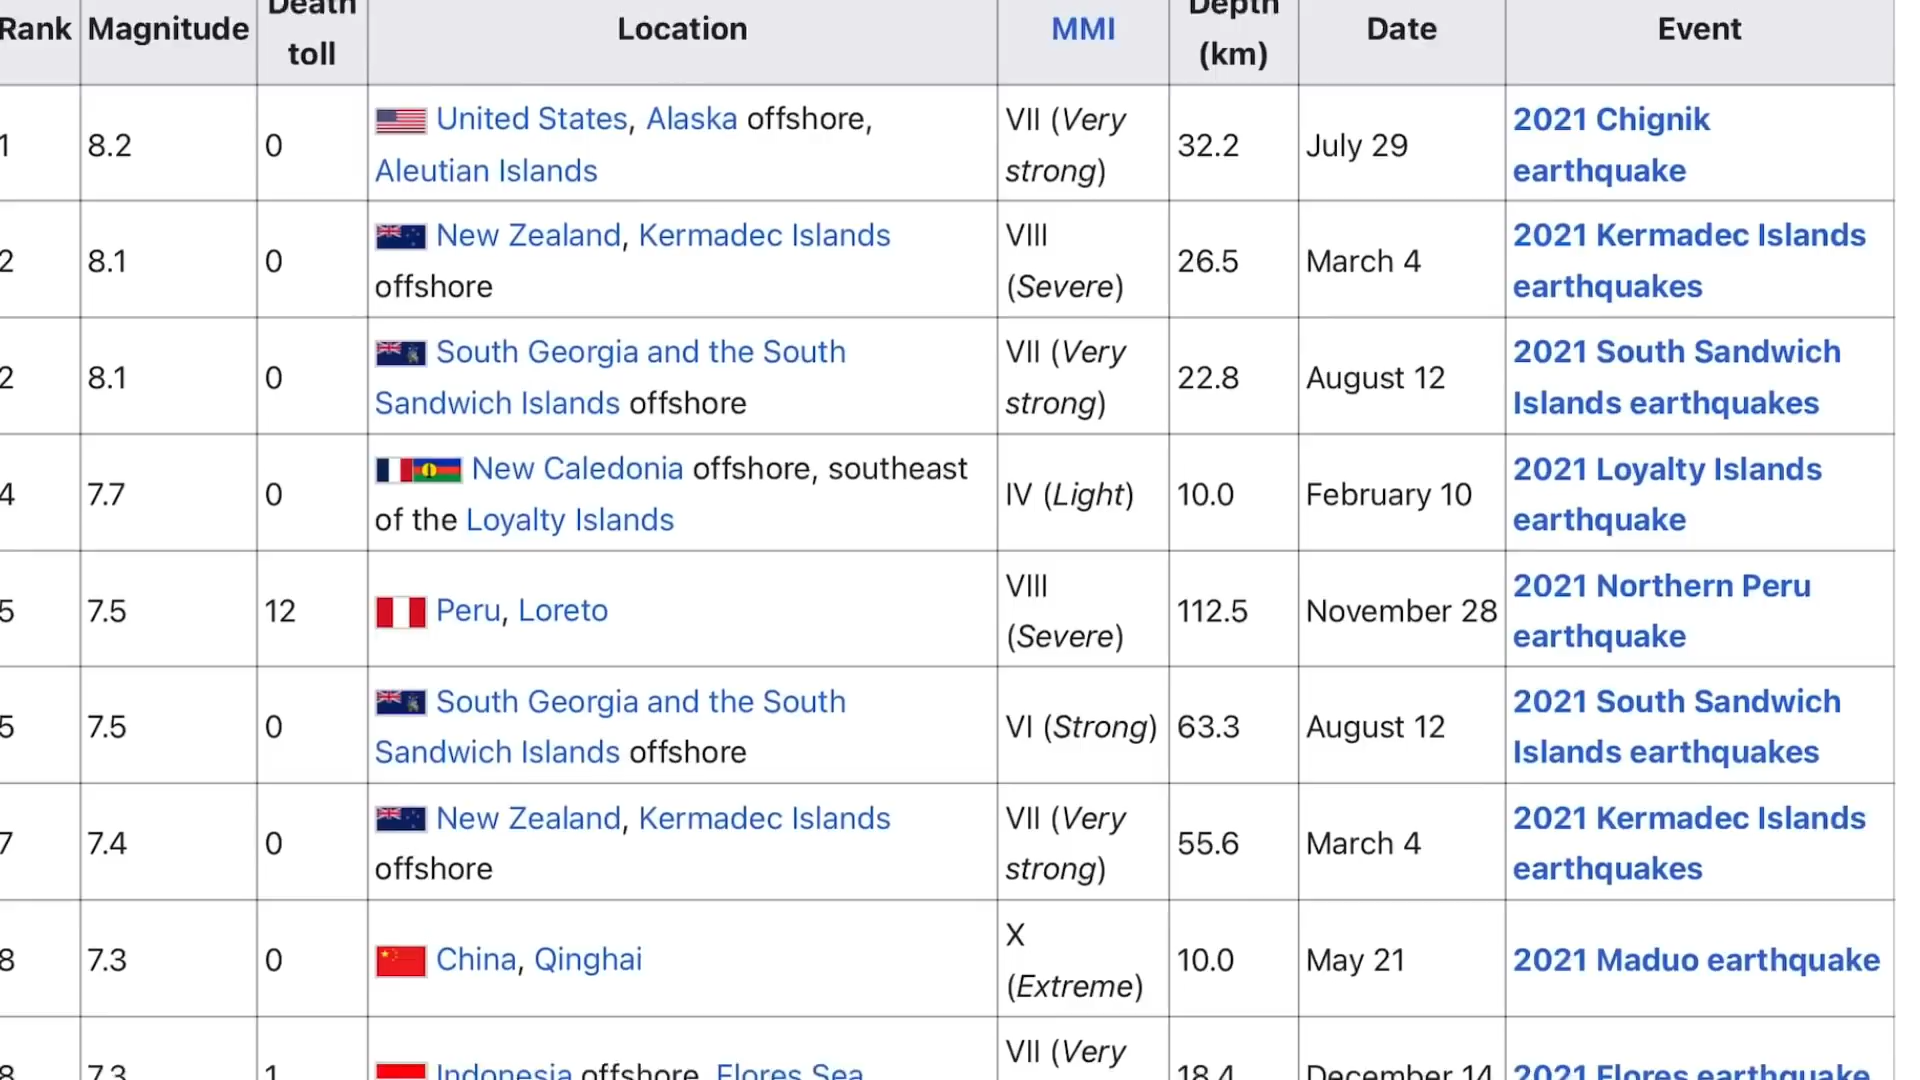 Rank Magnitude Death toll Location MMI Depth (km) Date Event
1 8.2 0 United States, Alaska offshore, Aleutian Islands VII (Very strong) 32.2 July 29 2021 Chignik earthquake
2 8.1 0 New Zealand, Kermadec Islands offshore VIII (Severe) 26.5 March 4 2021 Kermadec Islands earthquakes
2 8.1 0 South Georgia and the South Sandwich Islands offshore VII (Very strong) 22.8 August 12 2021 South Sandwich Islands earthquakes
4 7.7 0 New Caledonia offshore, southeast of the Loyalty Islands IV (Light) 10.0 February 10 2021 Loyalty Islands earthquake
5 7.5 12 Peru, Loreto VIII (Severe) 112.5 November 28 2021 Northern Peru earthquake
5 7.5 0 South Georgia and the South Sandwich Islands offshore VI (Strong) 63.3 August 12 2021 South Sandwich Islands earthquakes
7 7.4 0 New Zealand, Kermadec Islands offshore VII (Very strong) 55.6 March 4 2021 Kermadec Islands earthquakes
8 7.3 0 China, Qinghai X (Extreme) 10.0 May 21 2021 Maduo earthquake
8 7.3 1 Indonesia offshore, Flores Sea VII (Very 18.4 December 14 2021 Flores earthquake